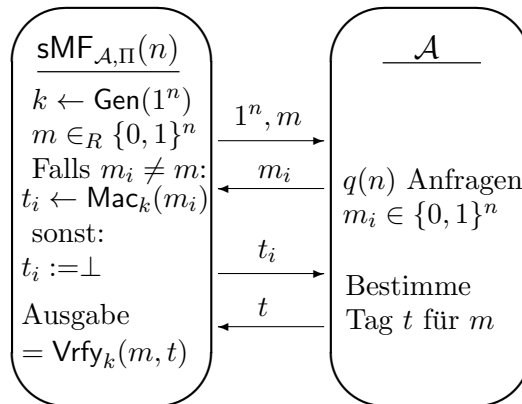 sMF_{𝒜,Π}(n)
k ← Gen(1^n)
m ∈_R {0, 1}^n
Falls m_i ≠ m:
t_i ← Mac_k(m_i)
sonst:
t_i :=⊥
Ausgabe
= Vrfy_k(m, t)
1^n, m
m_i
t_i
t
𝒜
q(n) Anfragen
m_i ∈ {0, 1}^n
Bestimme
Tag t für m